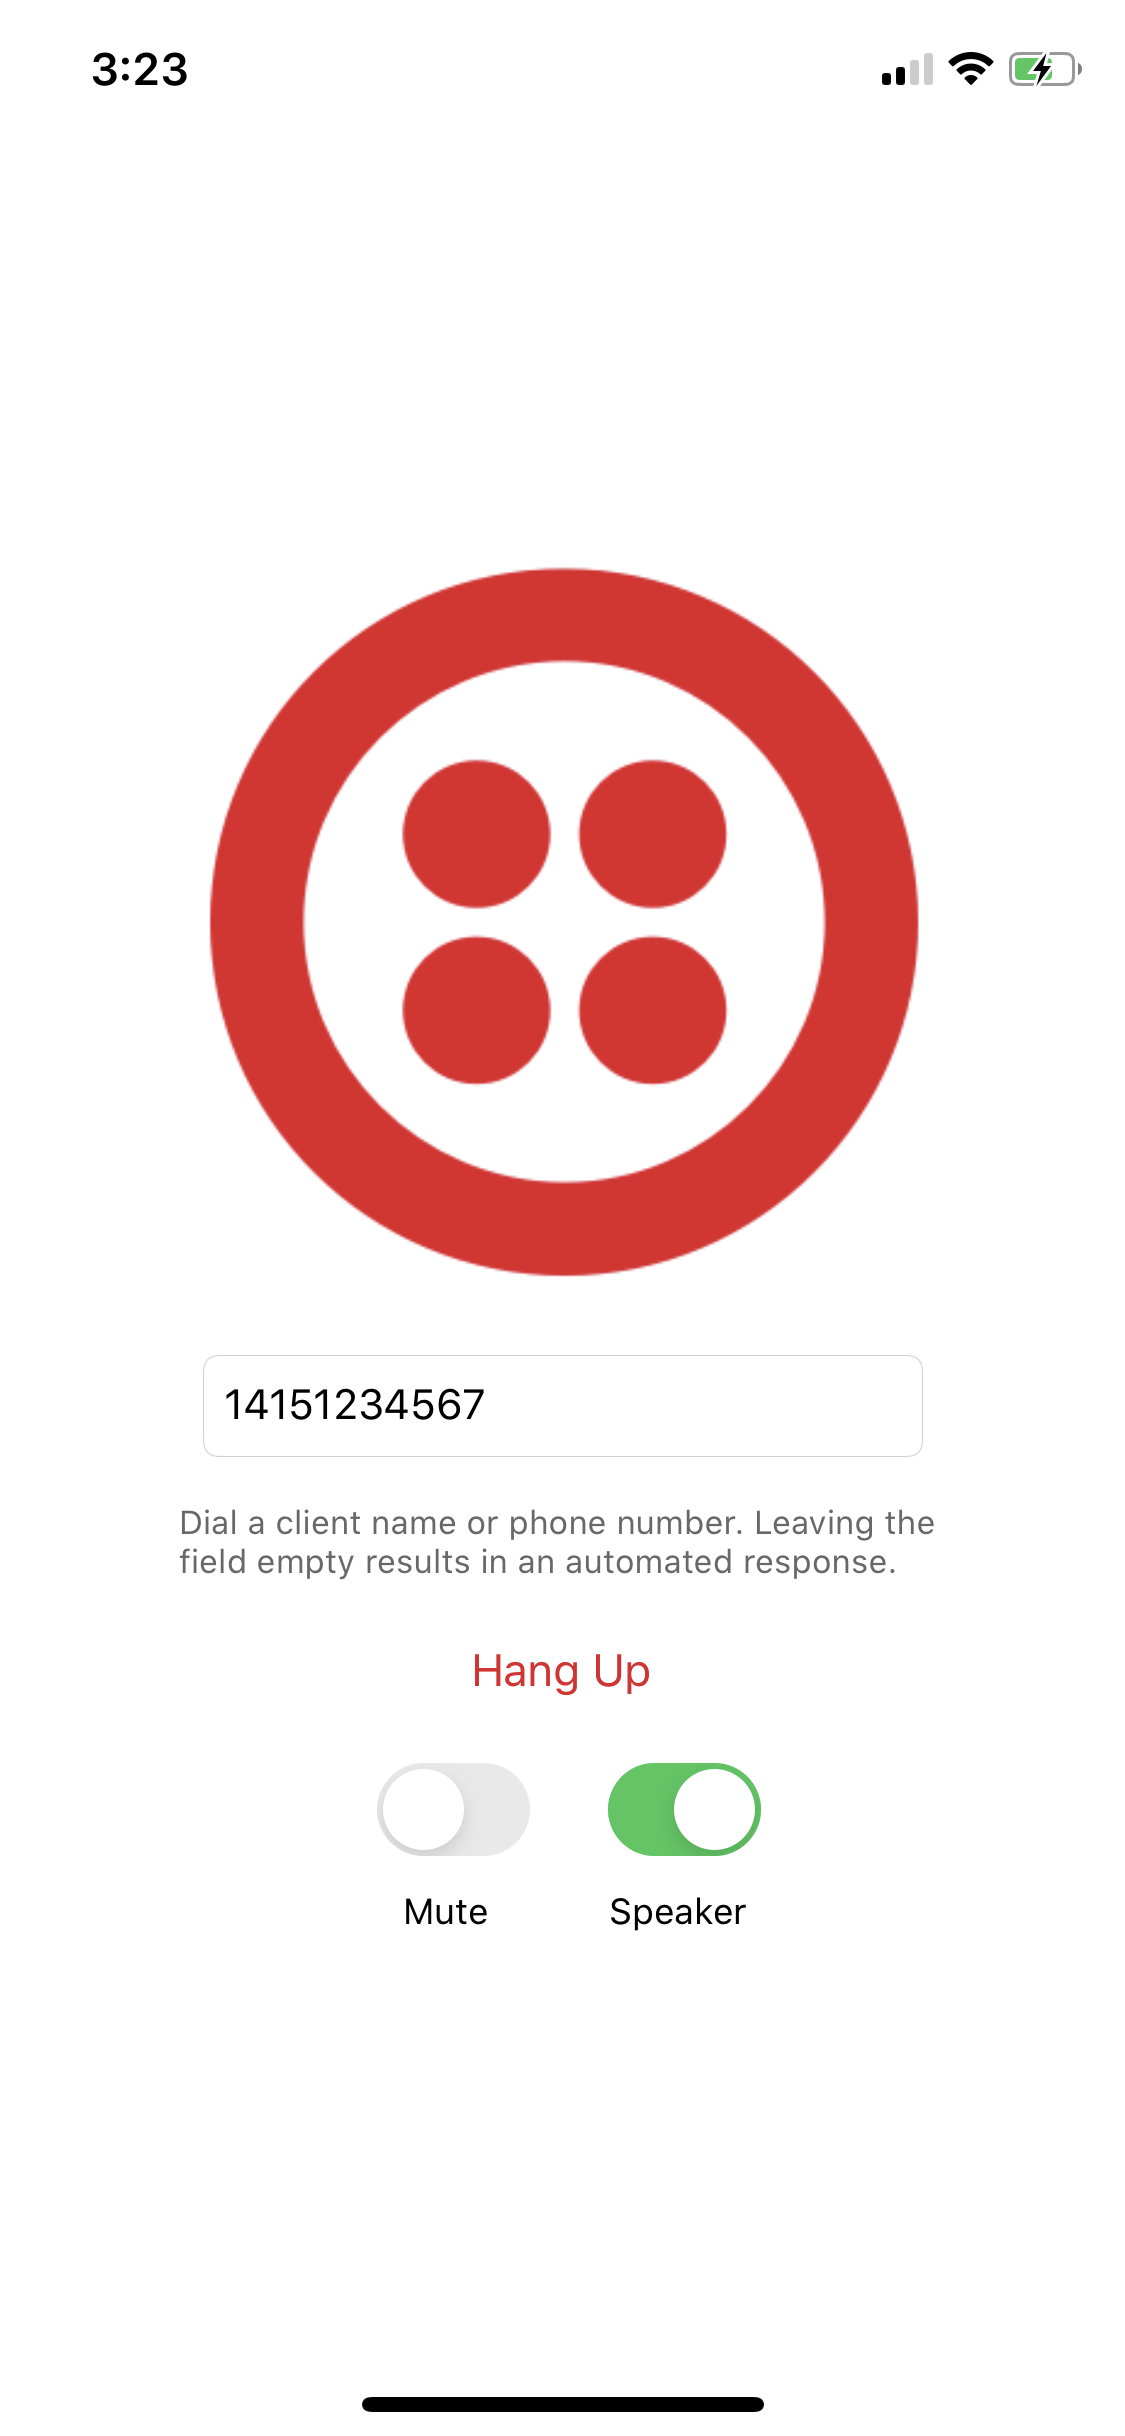 3:23
14151234567
Dial a client name or phone number. Leaving the
field empty results in an automated response.
Hang Up
Mute Speaker